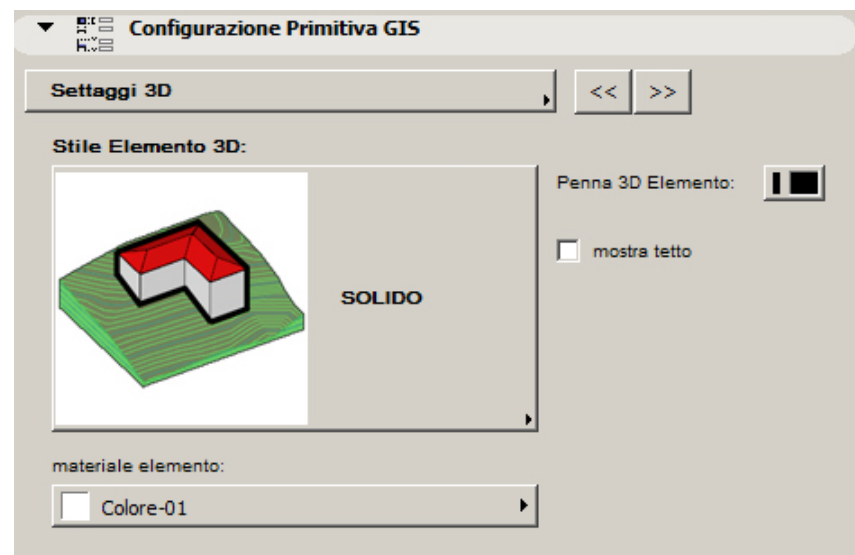 Configurazione Primitiva GIS
Settaggi 3D
<< >>
Stile Elemento 3D:
Penna 3D Elemento:
mostra tetto
SOLIDO
materiale elemento:
Colore-01